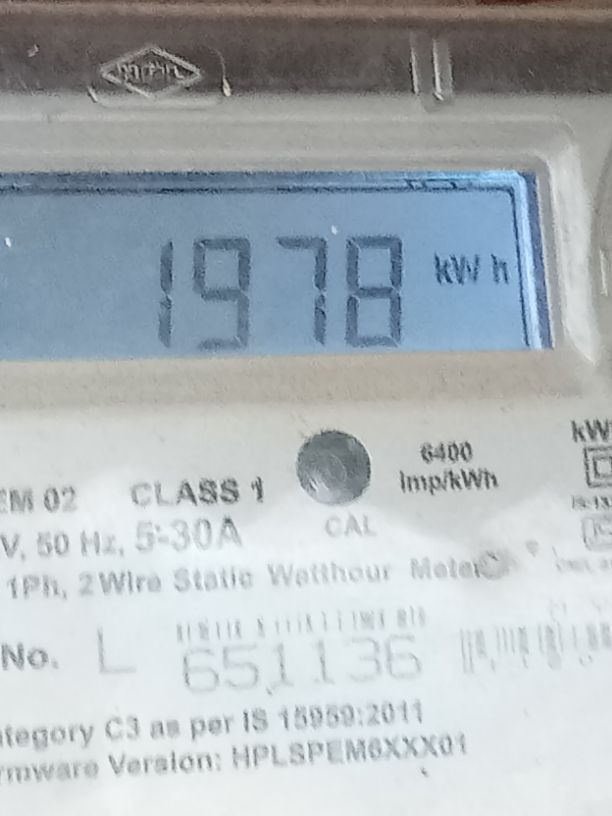 1978 kWh
6400
Imp/kWh
EM 02 CLASS 1
CAL
V, 50 Hz, 5-30A
1Ph, 2Wire Static Watthour Meter
No. L 651136
ategory C3 as per IS 15959:2011
rmware Version: HPLSPEM6XXX01